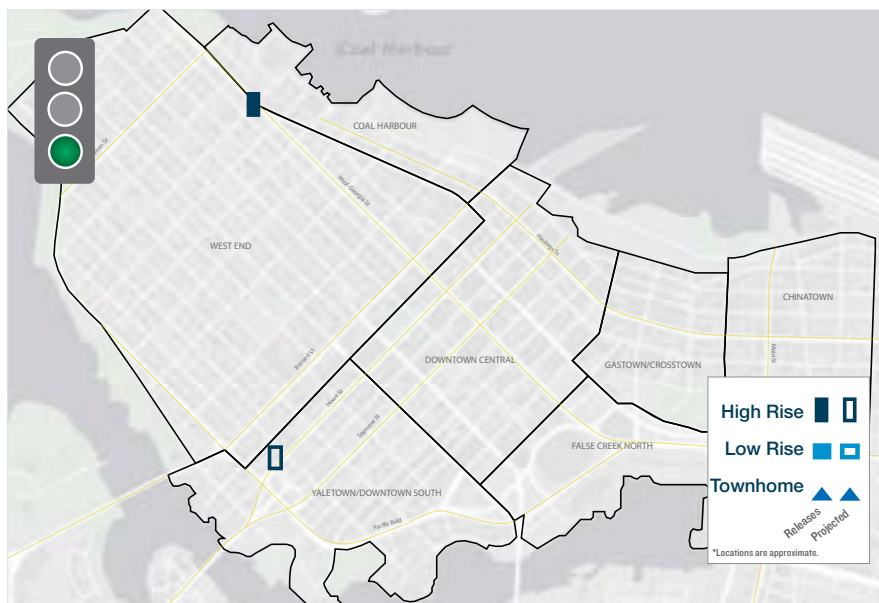 Coal Harbour
COAL HARBOUR
West Georgia St
WEST END
Hastings St
CHINATOWN
Main St
DOWNTOWN CENTRAL
GASTOWN/CROSSTOWN
Burrard St
Howe St
Seymour St
FALSE CREEK NORTH
YALETOWN/DOWNTOWN SOUTH
Pacific Bvld
High Rise
Low Rise
Townhome
Releases
Projected
*Locations are approximate.